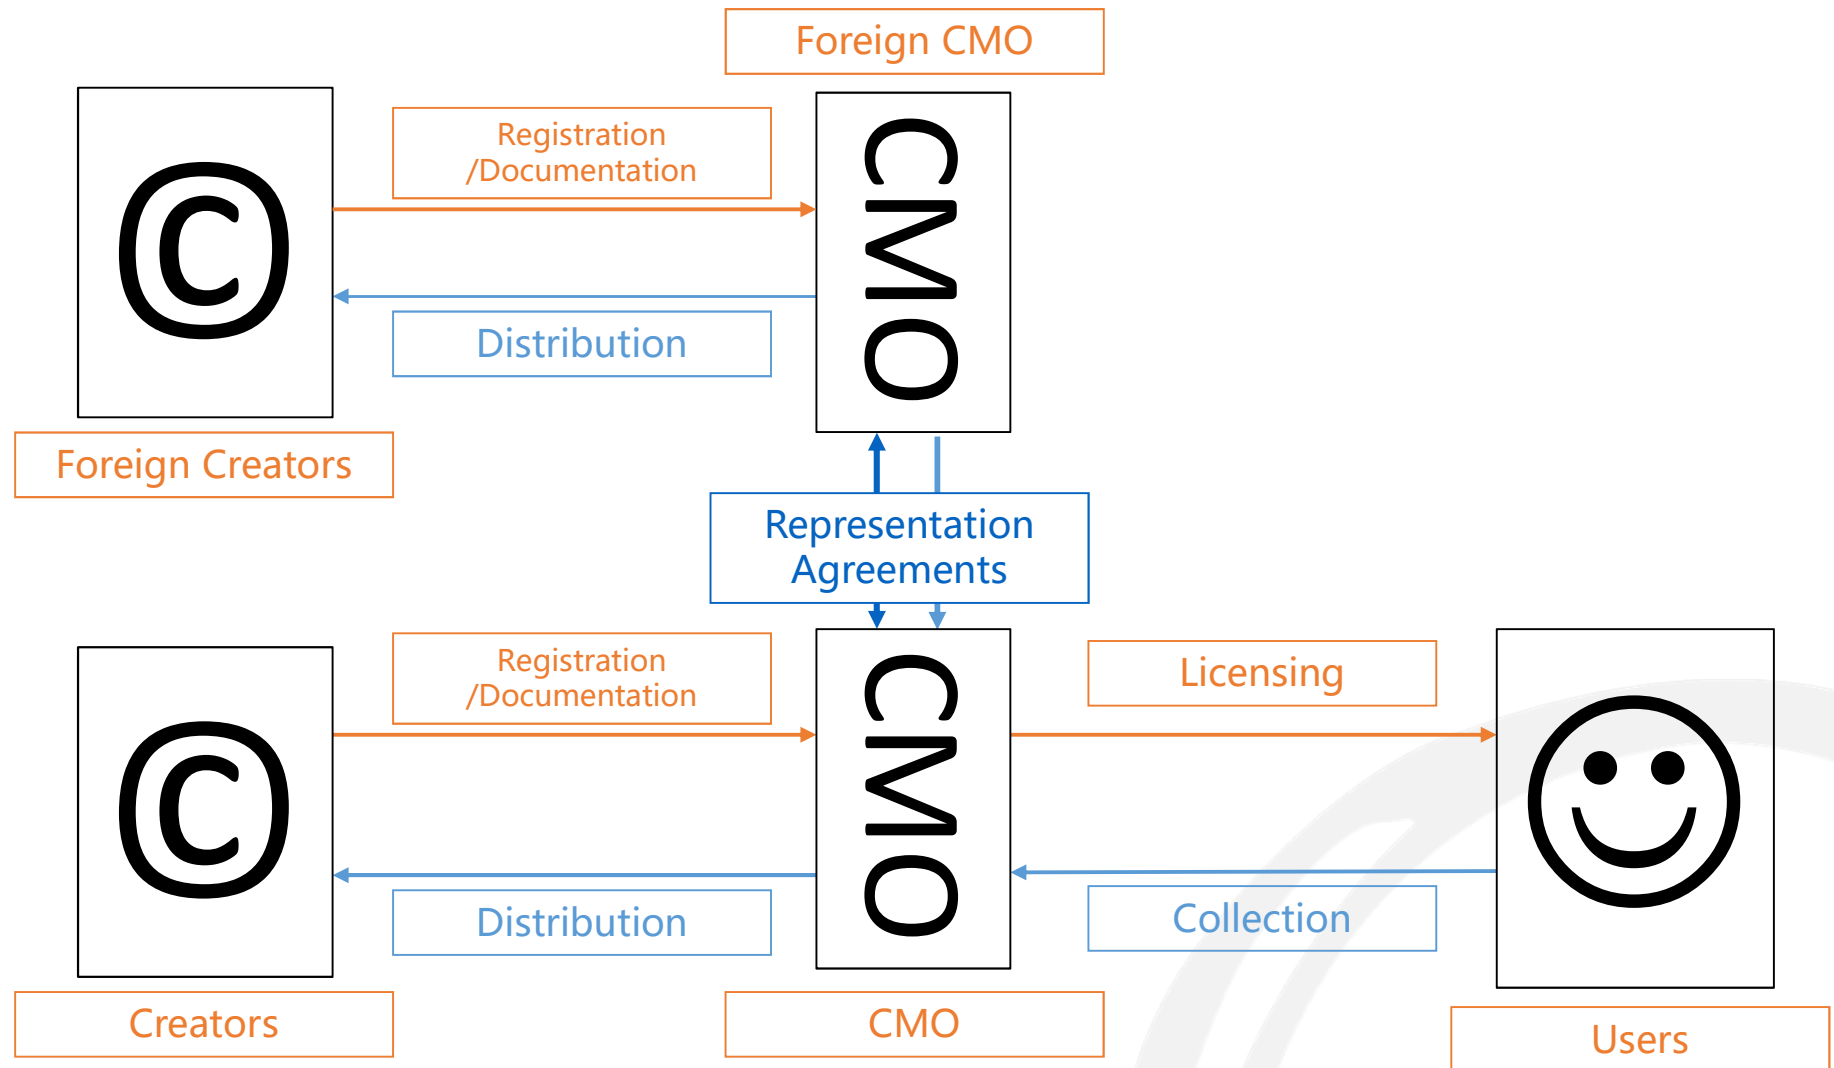 Foreign CMO
Registration
/Documentation
©
CMO
Distribution
Foreign Creators
Representation
Agreements
Registration
/Documentation
Licensing
©
CMO
Distribution
Collection
Creators
CMO
Users